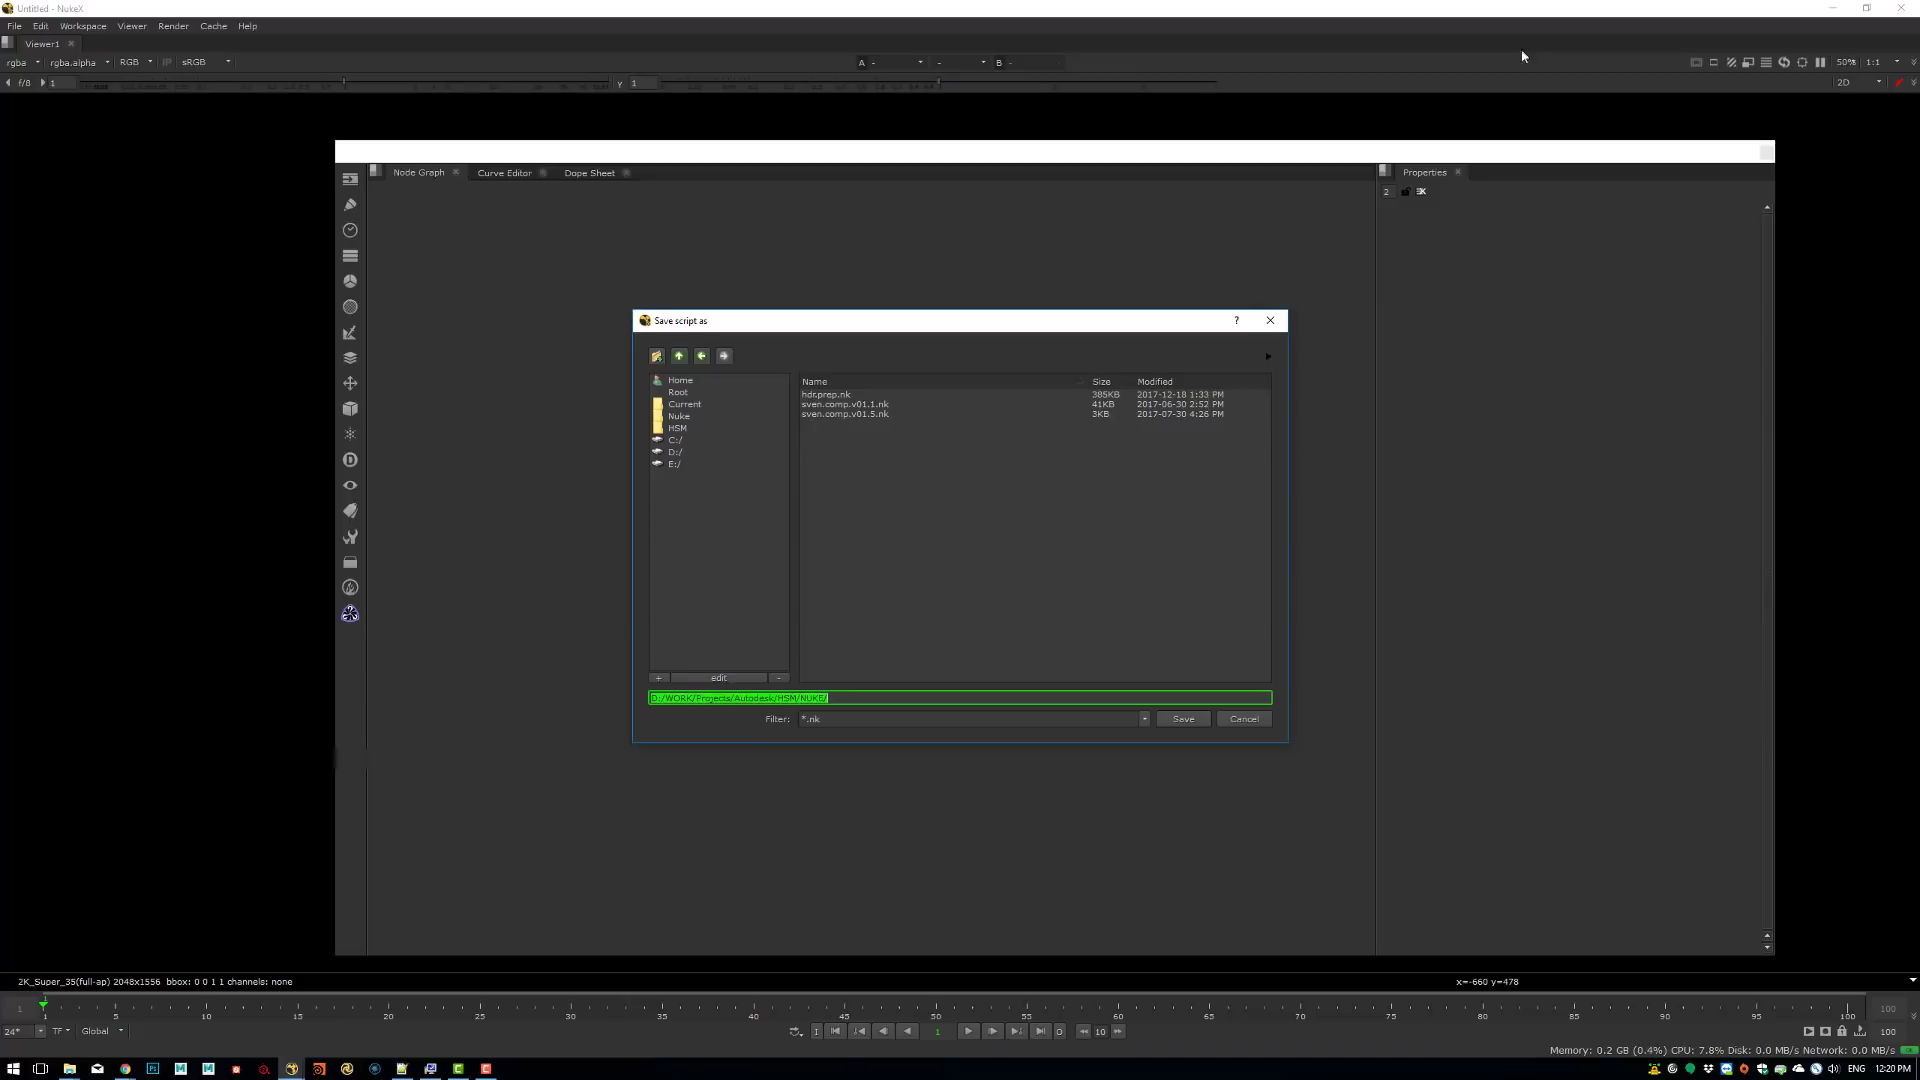 Untitled - NukeX
File Edit Workspace Viewer Render Cache Help
Viewer1
rgba rgba.alpha RGB sRGB A - - B - 50% 1:1
f/8 1 y 1 2D
Node Graph Curve Editor Dope Sheet Properties
2
Save script as ?
Home
Root
Current
Nuke
HSM
C:/
D:/
E:/
Name Size Modified
hdr.prep.nk 385KB 2017-12-18 1:33 PM
sven.comp.v01.1.nk 41KB 2017-06-30 2:52 PM
sven.comp.v01.5.nk 3KB 2017-07-30 4:26 PM
+ edit -
D:/WORK/Projects/Autodesk/HSM/NUKE/
Filter: *.nk Save Cancel
2K_Super_35(full-ap) 2048x1556 bbox: 0 0 1 1 channels: none x=-660 y=478
1 1 5 10 15 20 25 30 35 40 45 50 55 60 65 70 75 80 85 90 95 100 100
24* TF Global I 1 O 10 100
Memory: 0.2 GB (0.4%) CPU: 7.8% Disk: 0.0 MB/s Network: 0.0 MB/s
ENG 12:20 PM